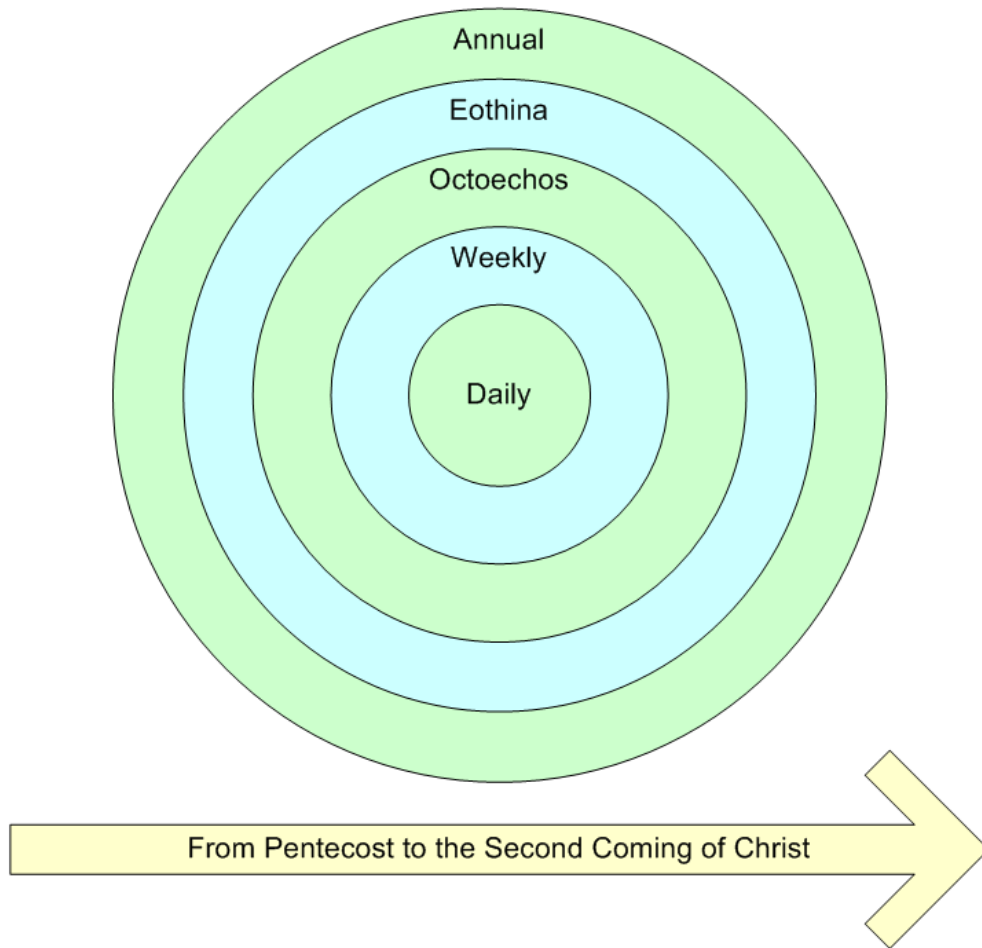 Annual
Eothina
Octoechos
Weekly
Daily
From Pentecost to the Second Coming of Christ